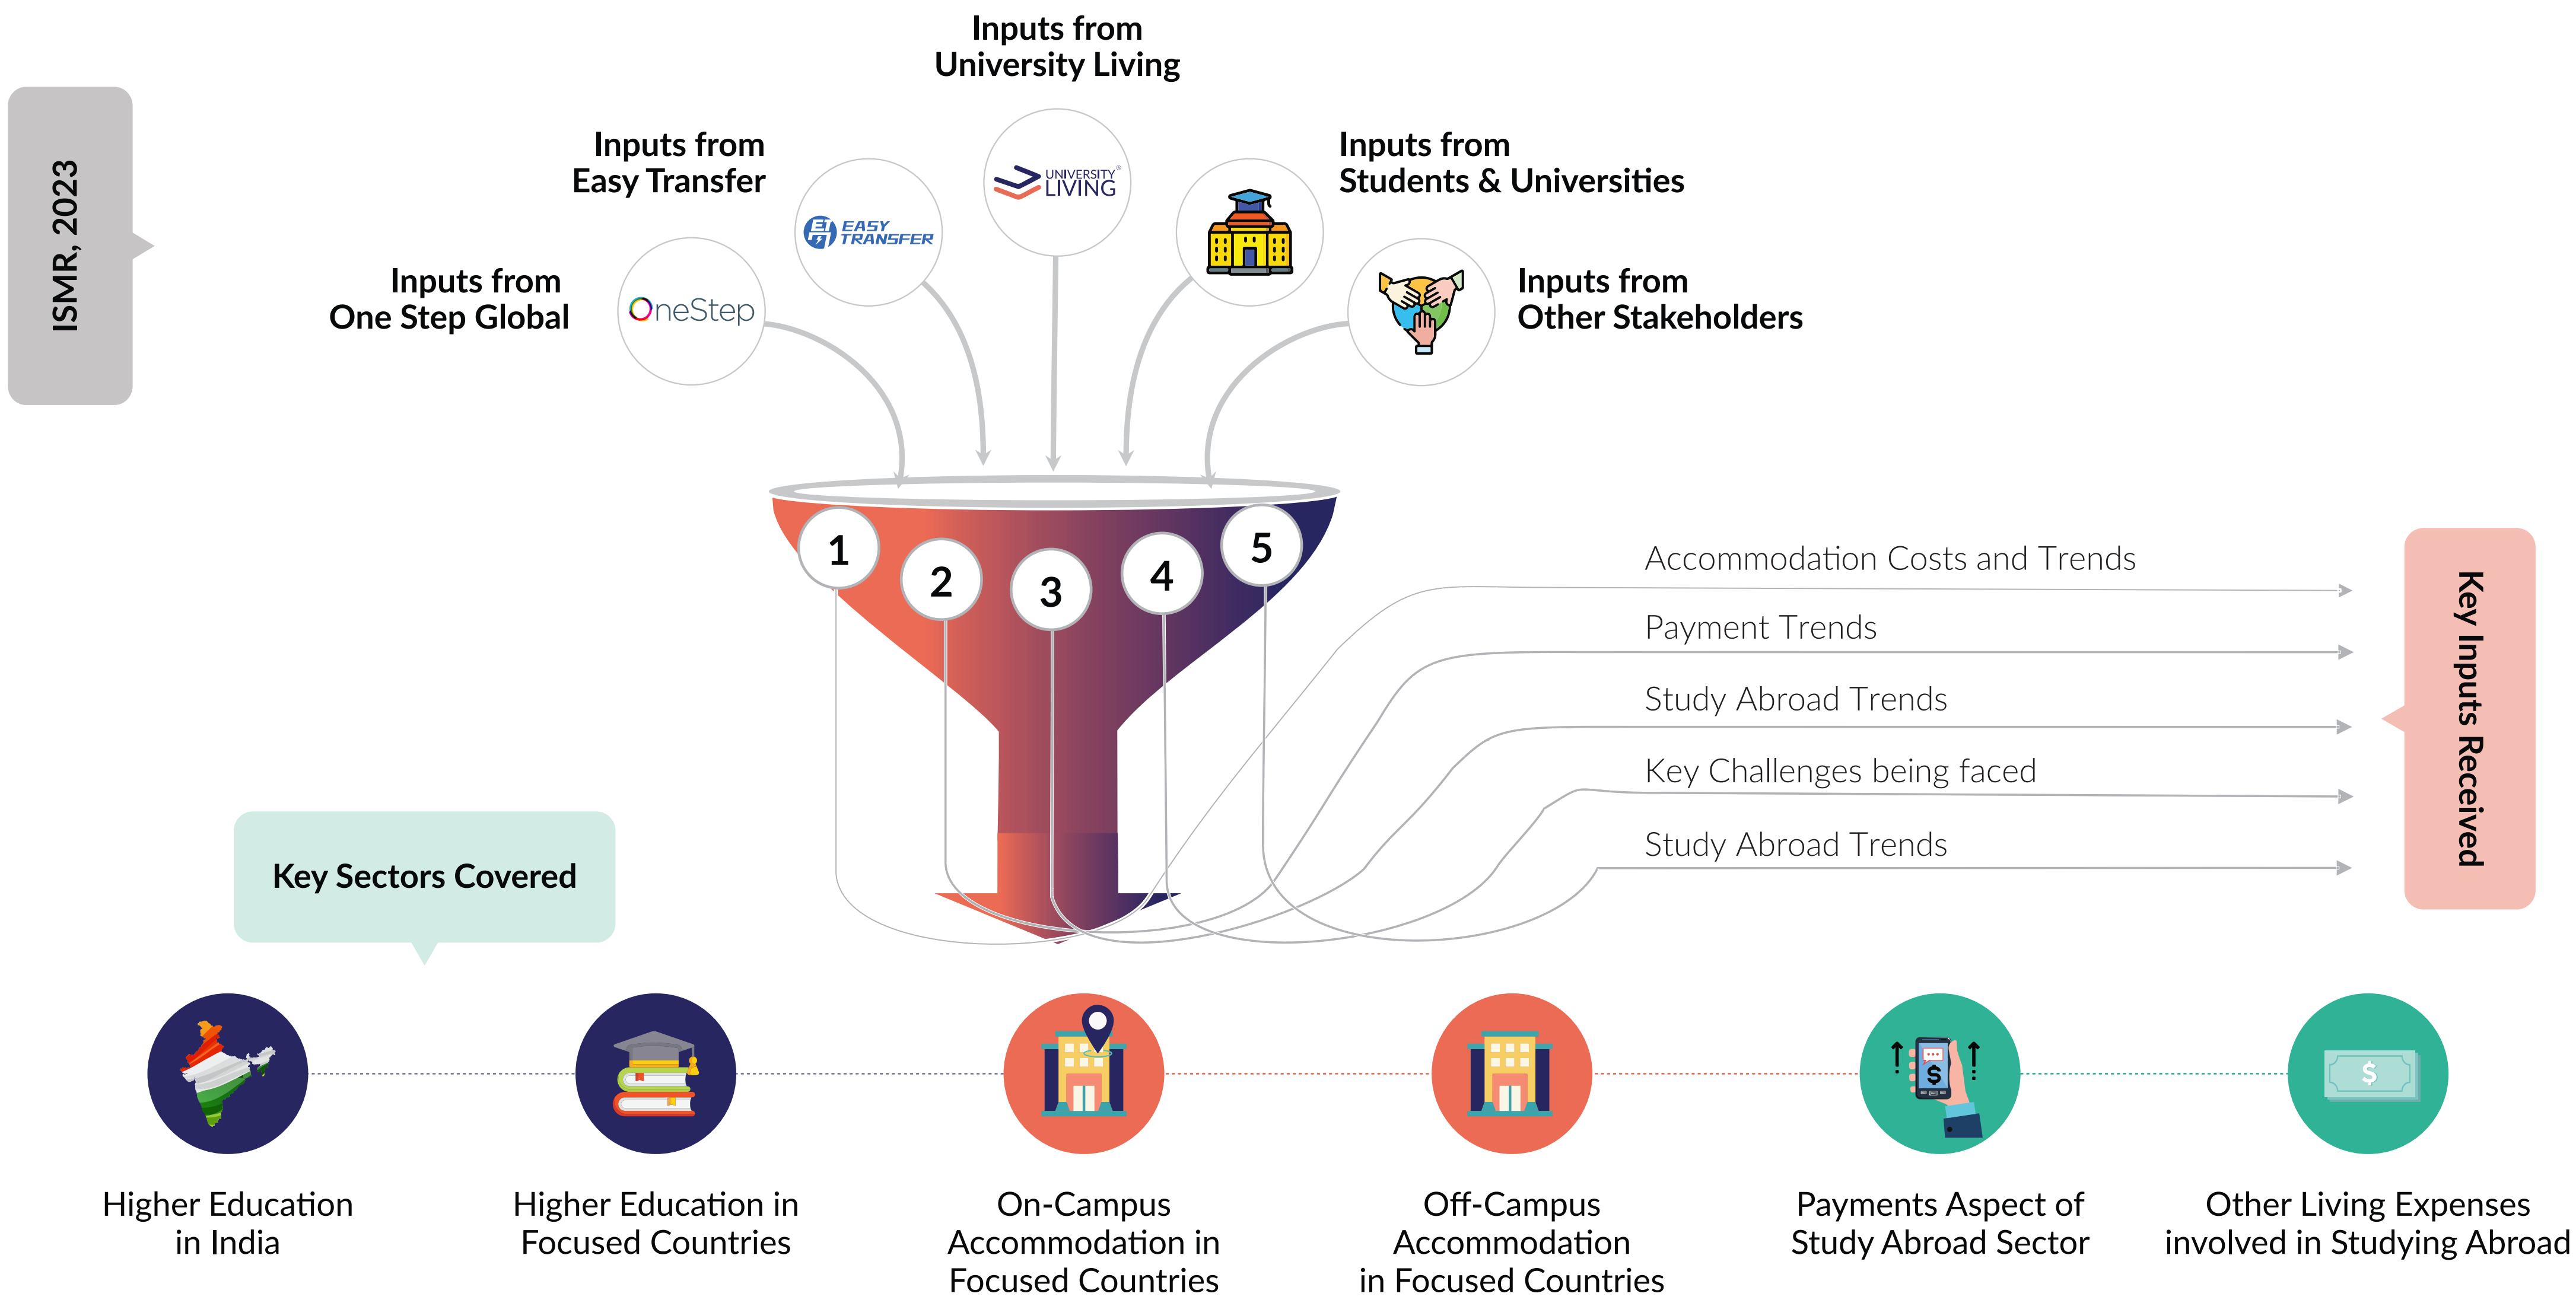 ISMR, 2023
Inputs from
University Living
Inputs from
Easy Transfer
Inputs from
Students & Universities
Inputs from
One Step Global
Inputs from
Other Stakeholders
UNIVERSITY®
LIVING
ET
EASY
TRANSFER
OneStep
1
2
3
4
5
Accommodation Costs and Trends
Payment Trends
Study Abroad Trends
Key Challenges being faced
Study Abroad Trends
Key Inputs Received
Key Sectors Covered
$
$
Higher Education
in India
Higher Education in
Focused Countries
On-Campus
Accommodation in
Focused Countries
Off-Campus
Accommodation
in Focused Countries
Payments Aspect of
Study Abroad Sector
Other Living Expenses
involved in Studying Abroad